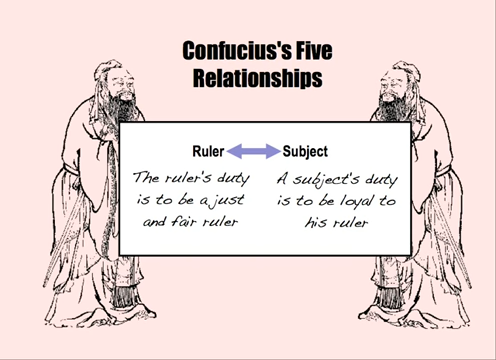 Confucius's Five
Relationships
Ruler Subject
The ruler's duty
is to be a just
and fair ruler
A subject's duty
is to be loyal to
his ruler